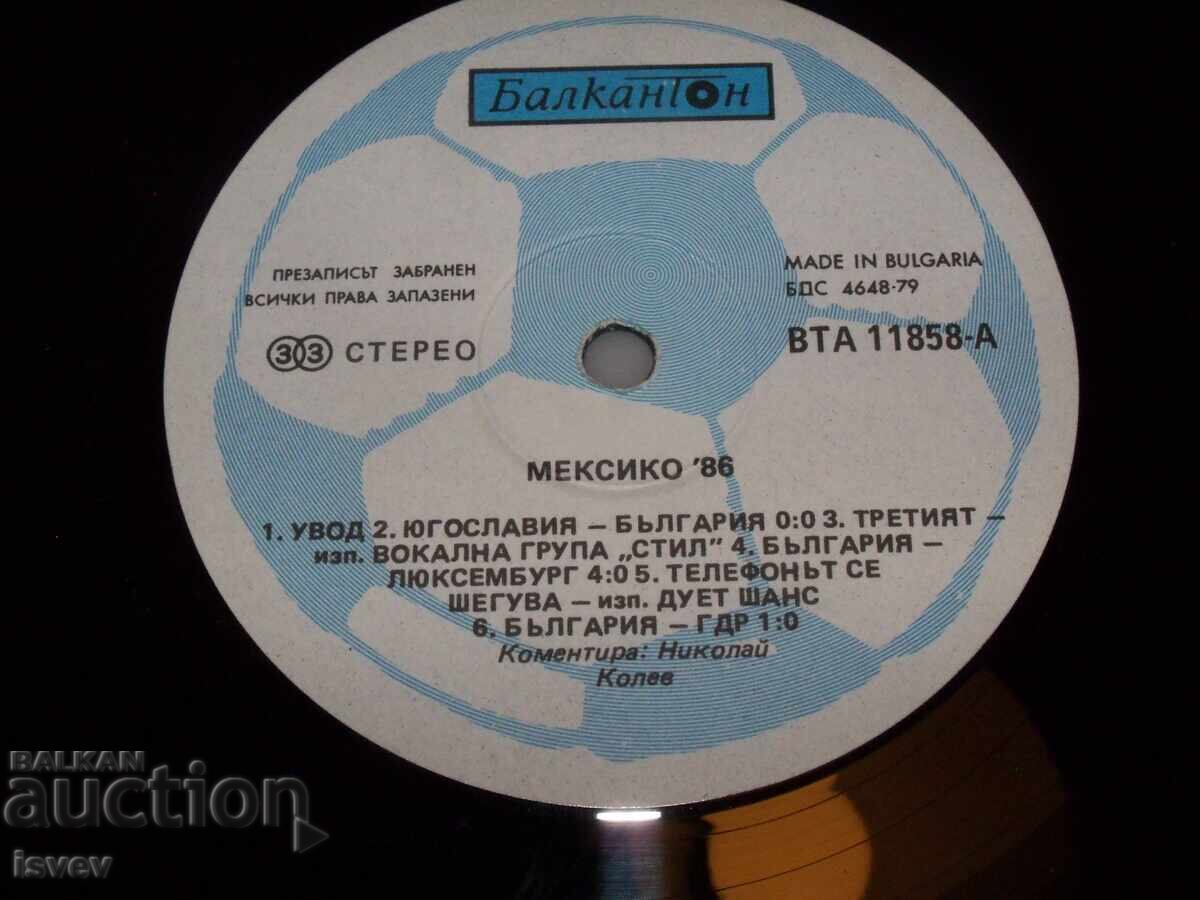 Балкантон
ПРЕЗАПИСЪТ ЗАБРАНЕН
ВСИЧКИ ПРАВА ЗАПАЗЕНИ
33 СТЕРЕО
MADE IN BULGARIA
БДС 4648-79
ВТА 11858-А
МЕКСИКО '86
1. УВОД 2. ЮГОСЛАВИЯ – БЪЛГАРИЯ 0:0 3. ТРЕТИЯТ –
изп. ВОКАЛНА ГРУПА „СТИЛ" 4. БЪЛГАРИЯ –
ЛЮКСЕМБУРГ 4:0 5. ТЕЛЕФОНЪТ СЕ
ШЕГУВА – изп. ДУЕТ ШАНС
6. БЪЛГАРИЯ – ГДР 1:0
Коментира: Николай
Колев
BALKAN
auction
isvev